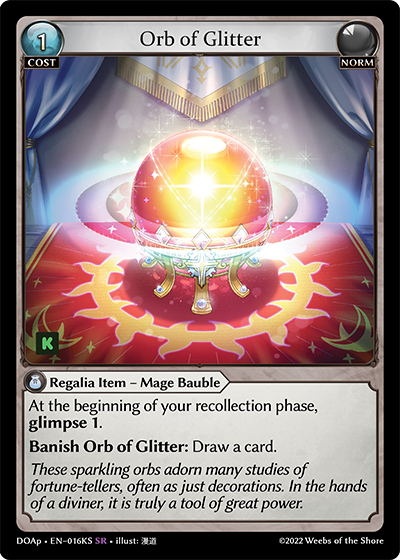 1
Orb of Glitter
COST
NORM
K
Regalia Item – Mage Bauble
At the beginning of your recollection phase,
glimpse 1.
Banish Orb of Glitter: Draw a card.
These sparkling orbs adorn many studies of
fortune-tellers, often as just decorations. In the hands
of a diviner, it is truly a tool of great power.
DOAp • EN–016KS SR • illust: 漫道
©2022 Weebs of the Shore